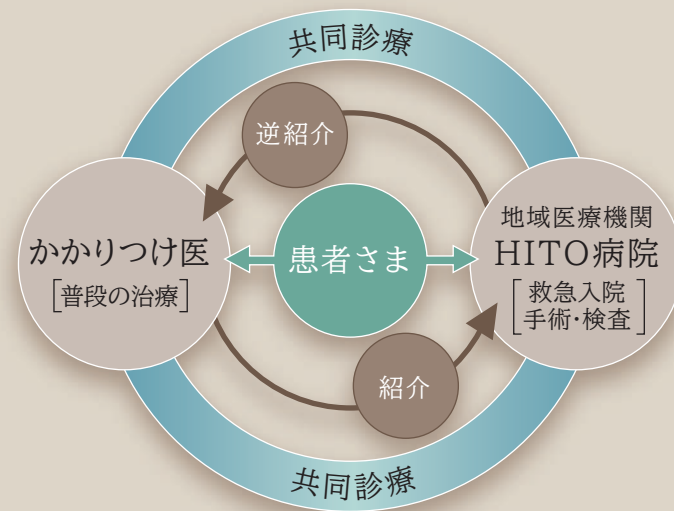 共同診療
逆紹介
かかりつけ医
[普段の治療]
患者さま
地域医療機関
HITO病院
[救急入院
手術・検査]
紹介
共同診療